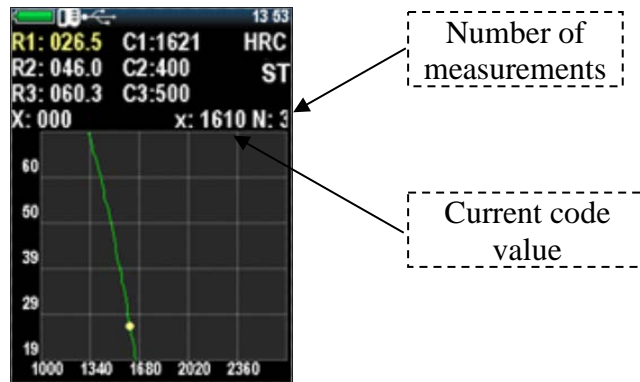 13 53
R1: 026.5 C1:1621 HRC
R2: 046.0 C2:400 ST
R3: 060.3 C3:500
X: 000 x: 1610 N: 3
60
50
39
29
19
1000 1340 1680 2020 2360
Number of
measurements
Current code
value